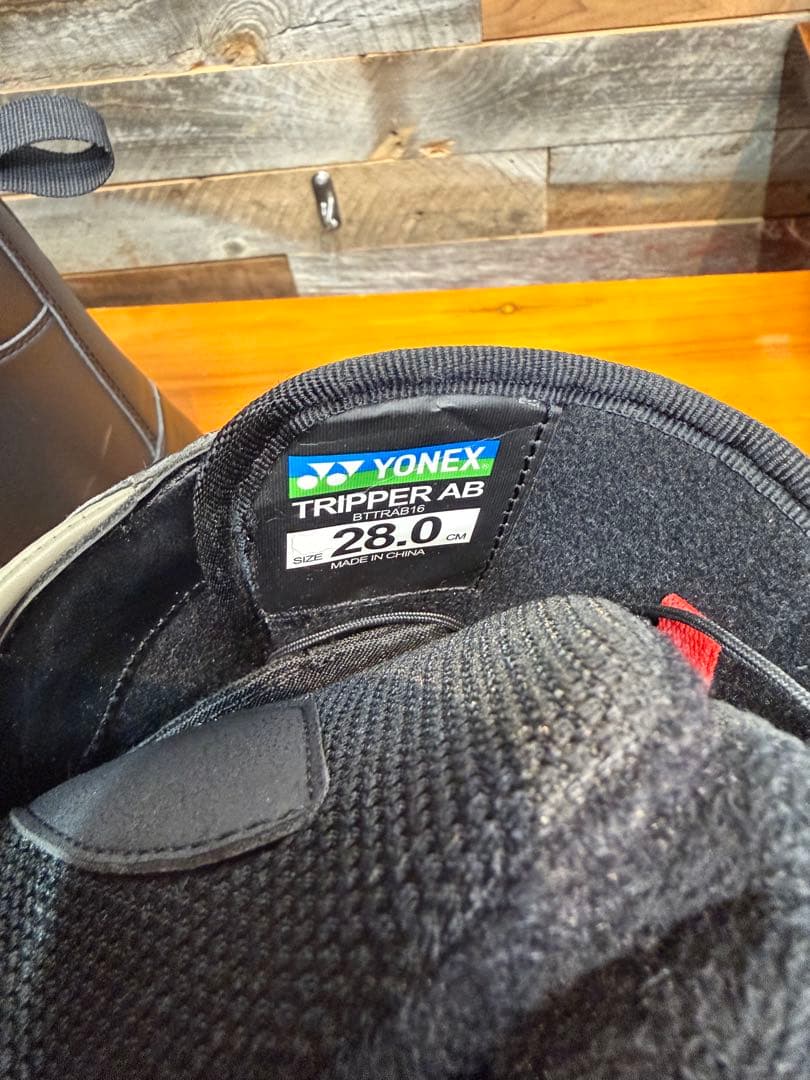 YONEX®
TRIPPER AB
BTTRAB16
SIZE 28.0 CM
MADE IN CHINA